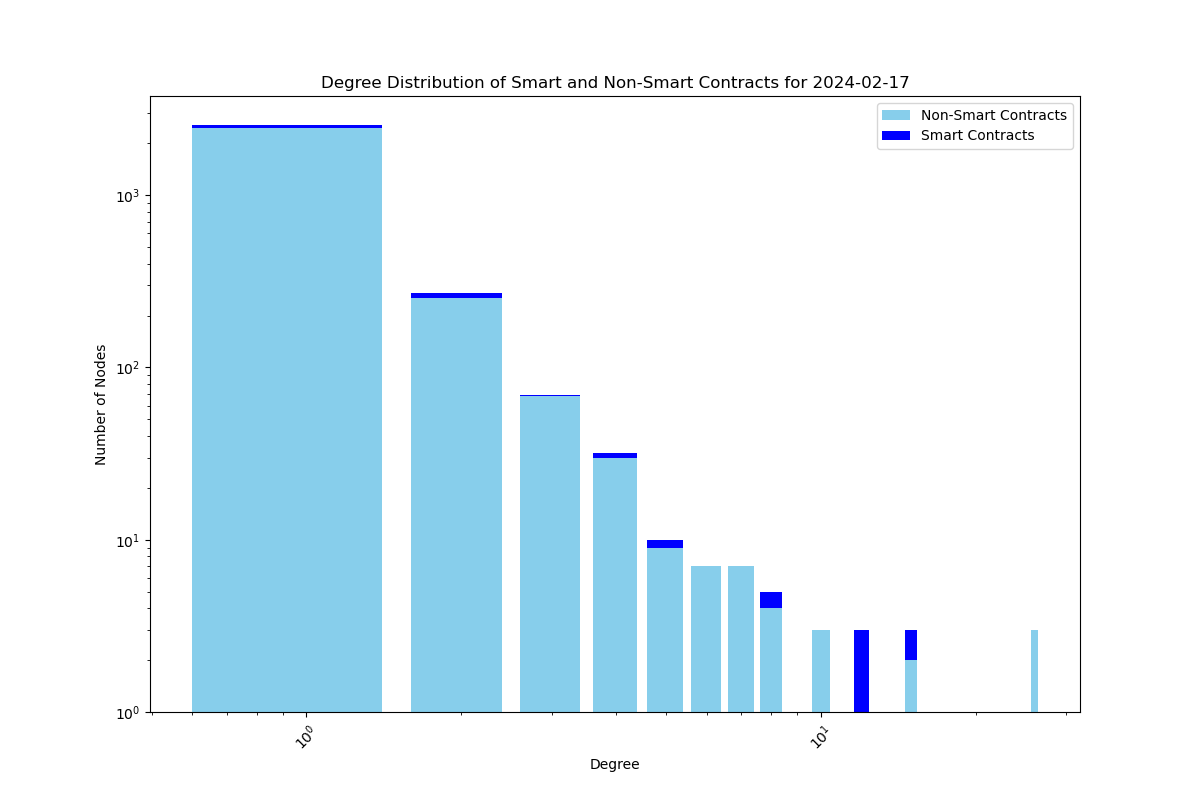 Degree Distribution of Smart and Non-Smart Contracts for 2024-02-17
Non-Smart Contracts
Smart Contracts
Number of Nodes
10³
10²
10¹
10⁰
10⁰
10¹
Degree